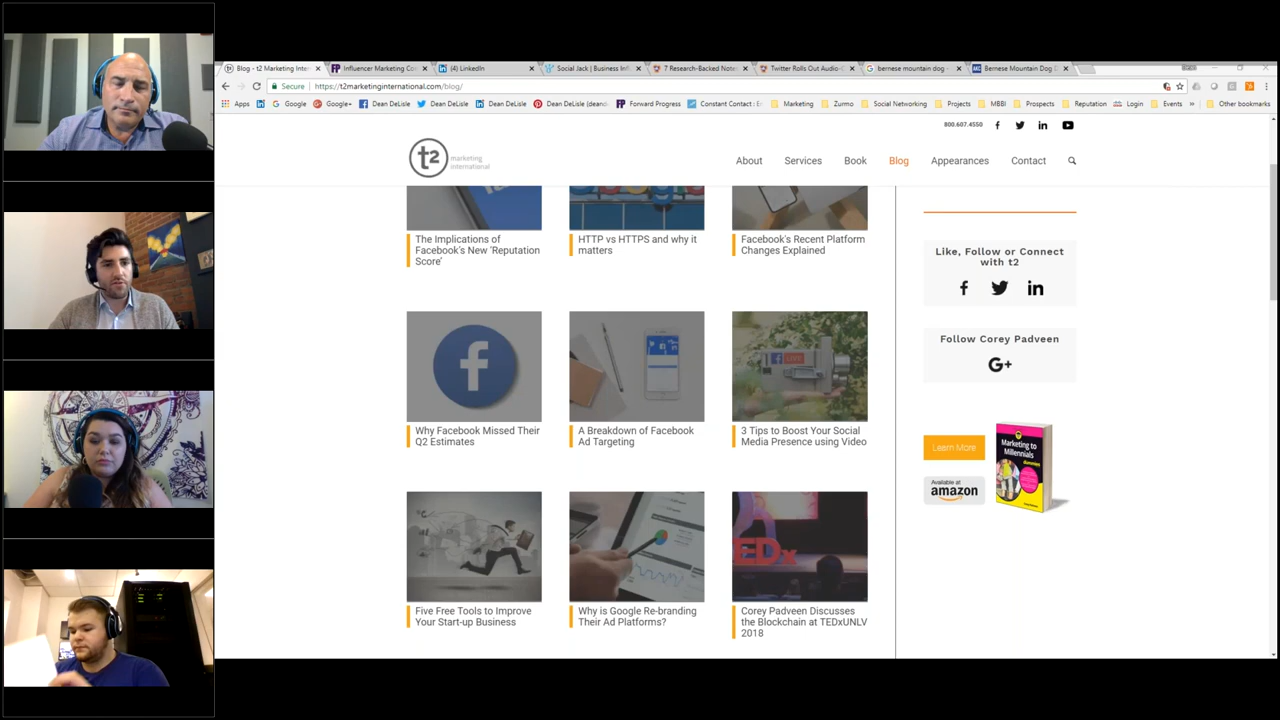 Blog - t2 Marketing Inter
Influencer Marketing Co
(4) LinkedIn
Social Jack | Business Inf
7 Research-Backed Note
Twitter Rolls Out Audio-
bernese mountain dog -
Bernese Mountain Dog D
Secure
https://t2marketinginternational.com/blog/
Apps
Google
Google+
Dean DeLisle
Dean DeLisle
Dean DeLisle
Dean DeLisle (deand
Forward Progress
Constant Contact : E
Marketing
Zurmo
Social Networking
Projects
MBBI
Prospects
Reputation
Login
Events
»
Other bookmarks
800.607.4550
t2 marketing
international
About
Services
Book
Blog
Appearances
Contact
The Implications of
Facebook's New 'Reputation
Score'
HTTP vs HTTPS and why it
matters
Facebook's Recent Platform
Changes Explained
Like, Follow or Connect
with t2
Follow Corey Padveen
G+
Why Facebook Missed Their
Q2 Estimates
A Breakdown of Facebook
Ad Targeting
3 Tips to Boost Your Social
Media Presence using Video
Learn More
Available at
amazon
Marketing to
Millennials
TEDx
Five Free Tools to Improve
Your Start-up Business
Why is Google Re-branding
Their Ad Platforms?
Corey Padveen Discusses
the Blockchain at TEDxUNLV
2018